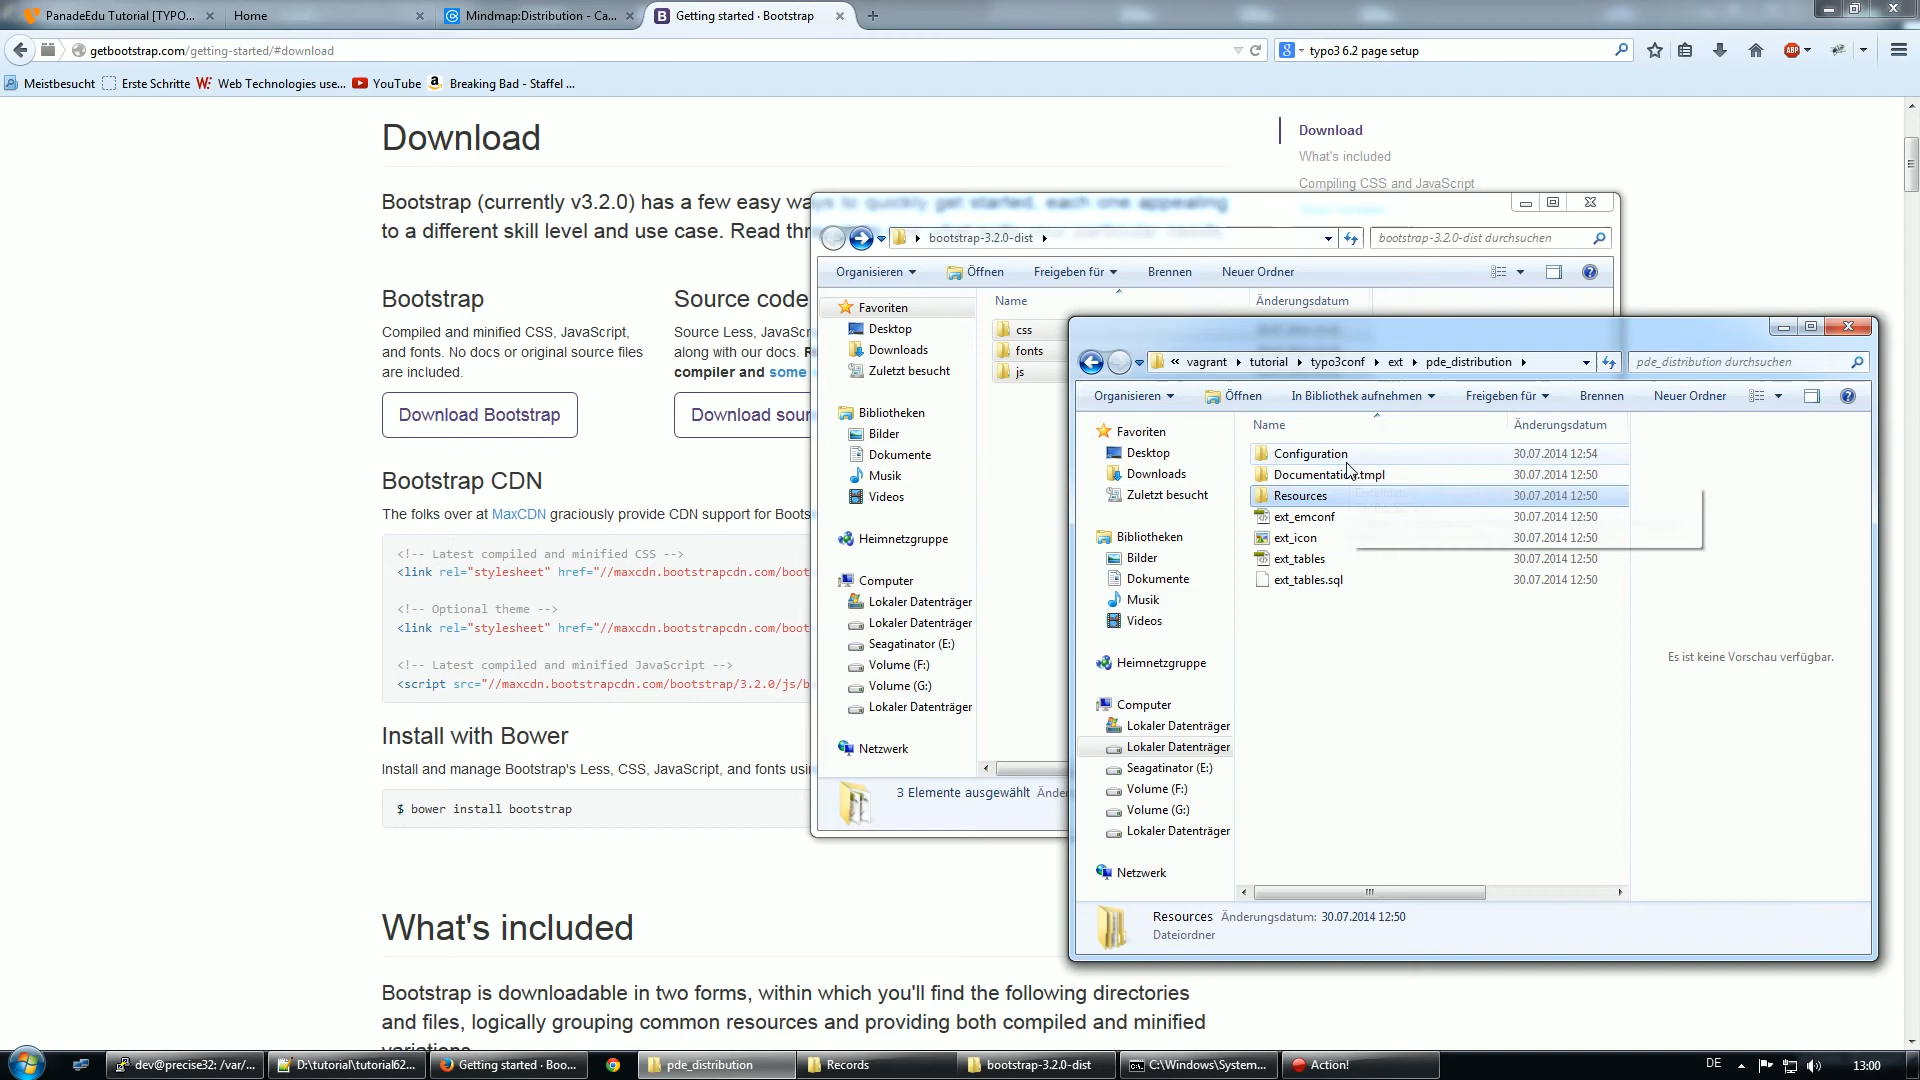 PanadeEdu Tutorial [TYPO...
Home
Mindmap:Distribution - Ca...
Getting started · Bootstrap
getbootstrap.com/getting-started/#download
typo3 6.2 page setup
Meistbesucht
Erste Schritte
Web Technologies use...
YouTube
Breaking Bad - Staffel ...
Download
Bootstrap (currently v3.2.0) has a few easy ways to quickly get started, each one appealing
to a different skill level and use case. Read thr
Bootstrap
Compiled and minified CSS, JavaScript,
and fonts. No docs or original source files
are included.
Download Bootstrap
Source code
Source Less, JavaScr
along with our docs. R
compiler and some
Download sour
Bootstrap CDN
The folks over at MaxCDN graciously provide CDN support for Boots
<!-- Latest compiled and minified CSS -->
<link rel="stylesheet" href="//maxcdn.bootstrapcdn.com/boot
<!-- Optional theme -->
<link rel="stylesheet" href="//maxcdn.bootstrapcdn.com/boot
<!-- Latest compiled and minified JavaScript -->
<script src="//maxcdn.bootstrapcdn.com/bootstrap/3.2.0/js/b
Install with Bower
Install and manage Bootstrap's Less, CSS, JavaScript, and fonts usin
$ bower install bootstrap
What's included
Bootstrap is downloadable in two forms, within which you'll find the following directories
and files, logically grouping common resources and providing both compiled and minified
variations.
Download
What's included
Compiling CSS and JavaScript
bootstrap-3.2.0-dist
bootstrap-3.2.0-dist durchsuchen
Organisieren
Öffnen
Freigeben für
Brennen
Neuer Ordner
Name
Änderungsdatum
Favoriten
Desktop
Downloads
Zuletzt besucht
Bibliotheken
Bilder
Dokumente
Musik
Videos
Heimnetzgruppe
Computer
Lokaler Datenträger
Lokaler Datenträger
Seagatinator (E:)
Volume (F:)
Volume (G:)
Lokaler Datenträger
Netzwerk
css
fonts
js
3 Elemente ausgewählt
Änder
« vagrant
tutorial
typo3conf
ext
pde_distribution
pde_distribution durchsuchen
Organisieren
Öffnen
In Bibliothek aufnehmen
Freigeben für
Brennen
Neuer Ordner
Favoriten
Desktop
Downloads
Zuletzt besucht
Bibliotheken
Bilder
Dokumente
Musik
Videos
Heimnetzgruppe
Computer
Lokaler Datenträger
Lokaler Datenträger
Seagatinator (E:)
Volume (F:)
Volume (G:)
Lokaler Datenträger
Netzwerk
Name
Änderungsdatum
Configuration 30.07.2014 12:54
Documentation.tmpl 30.07.2014 12:50
Resources 30.07.2014 12:50
ext_emconf 30.07.2014 12:50
ext_icon 30.07.2014 12:50
ext_tables 30.07.2014 12:50
ext_tables.sql 30.07.2014 12:50
Es ist keine Vorschau verfügbar.
Resources Änderungsdatum: 30.07.2014 12:50
Dateiordner
dev@precise32: /var/...
D:\tutorial\tutorial62...
Getting started · Boo...
pde_distribution
Records
bootstrap-3.2.0-dist
C:\Windows\System...
Action!
DE
13:00